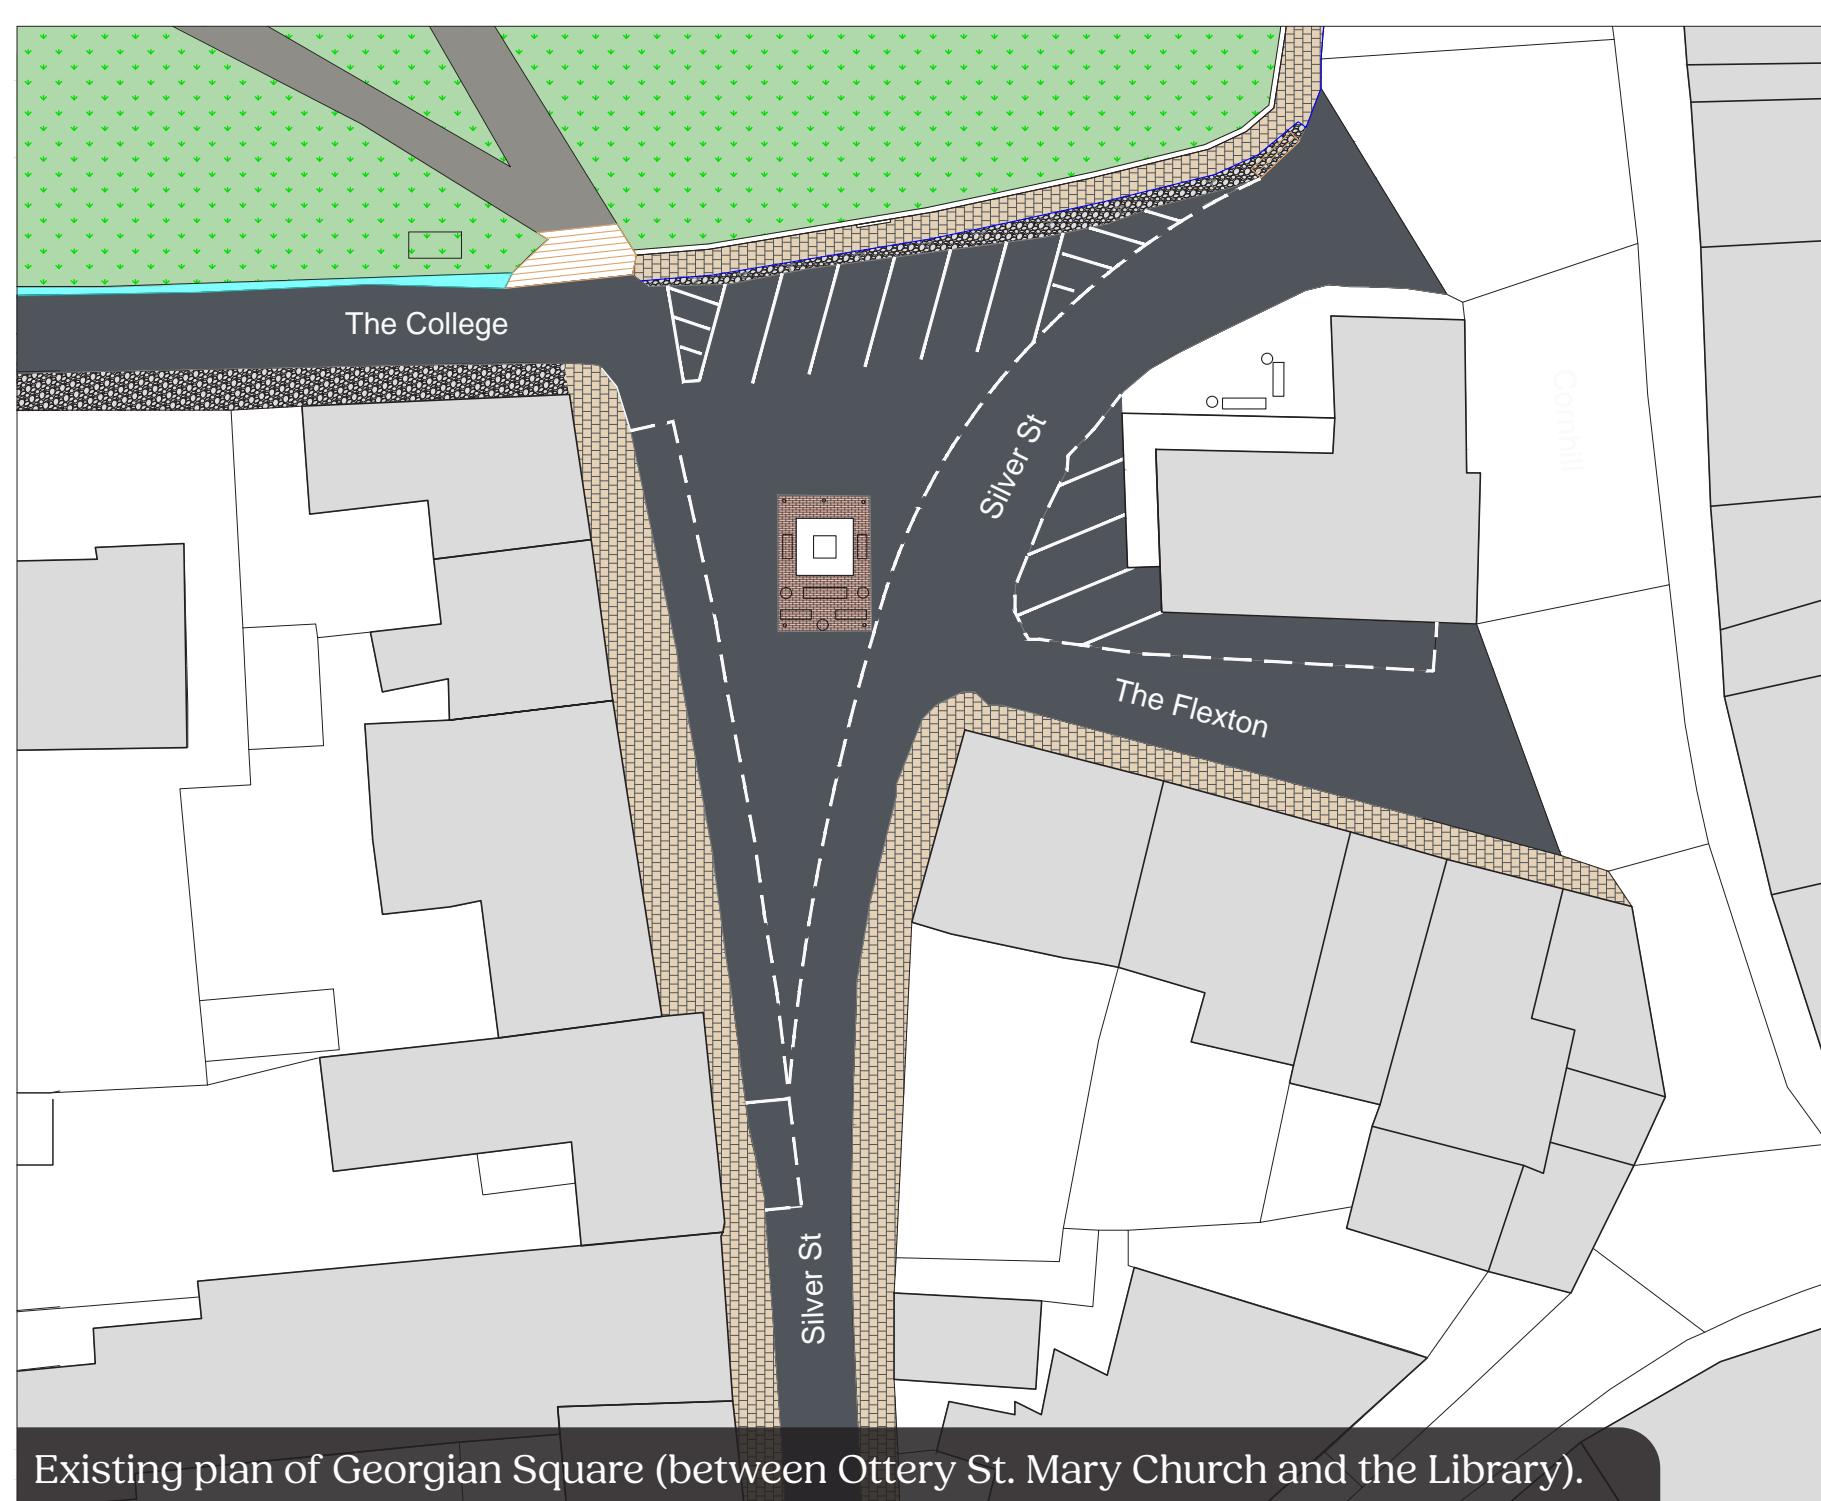 The College
Silver St
Cornhill
The Flexton
Silver St
Existing plan of Georgian Square (between Ottery St. Mary Church and the Library).